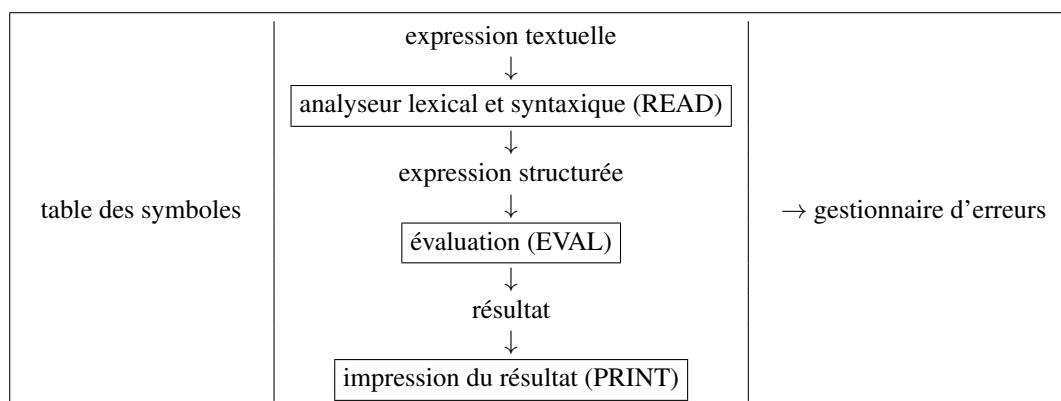 expression textuelle
↓
analyseur lexical et syntaxique (READ)
↓
expression structurée
table des symboles
↓
→ gestionnaire d'erreurs
évaluation (EVAL)
↓
résultat
↓
impression du résultat (PRINT)